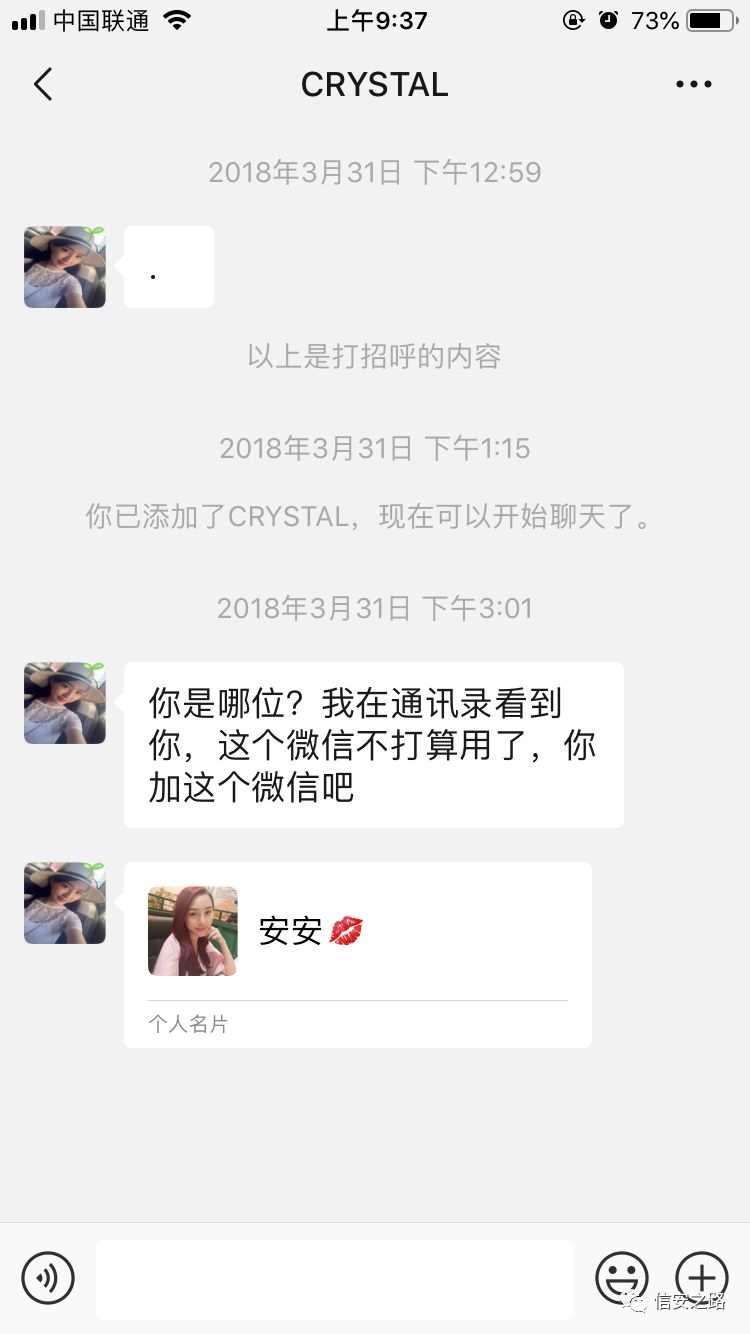 中国联通 上午9:37 73%
CRYSTAL
2018年3月31日 下午12:59
.
以上是打招呼的内容
2018年3月31日 下午1:15
你已添加了CRYSTAL，现在可以开始聊天了。
2018年3月31日 下午3:01
你是哪位？我在通讯录看到
你，这个微信不打算用了，你
加这个微信吧
安安💋
个人名片
信安之路